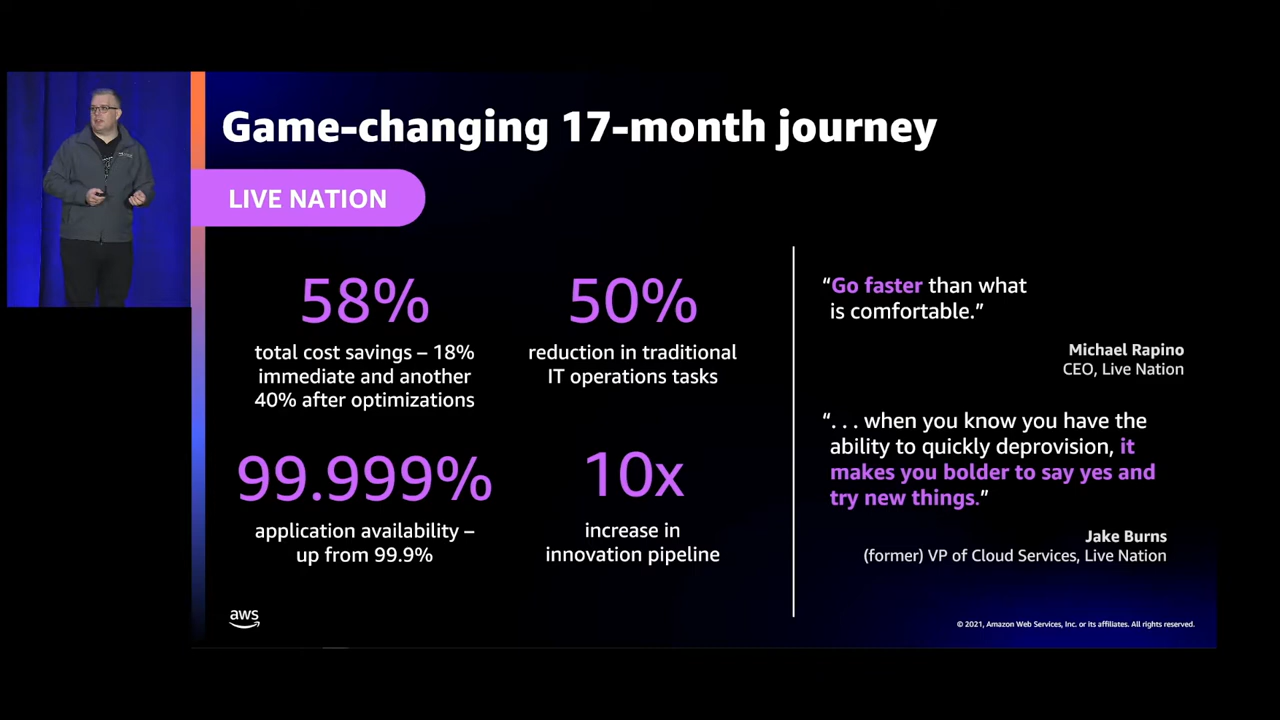 Game-changing 17-month journey
LIVE NATION
58%
total cost savings – 18%
immediate and another
40% after optimizations
50%
reduction in traditional
IT operations tasks
99.999%
application availability –
up from 99.9%
10x
increase in
innovation pipeline
“Go faster than what
is comfortable.”
Michael Rapino
CEO, Live Nation
“. . . when you know you have the
ability to quickly deprovision, it
makes you bolder to say yes and
try new things.”
Jake Burns
(former) VP of Cloud Services, Live Nation
aws
© 2021, Amazon Web Services, Inc. or its affiliates. All rights reserved.